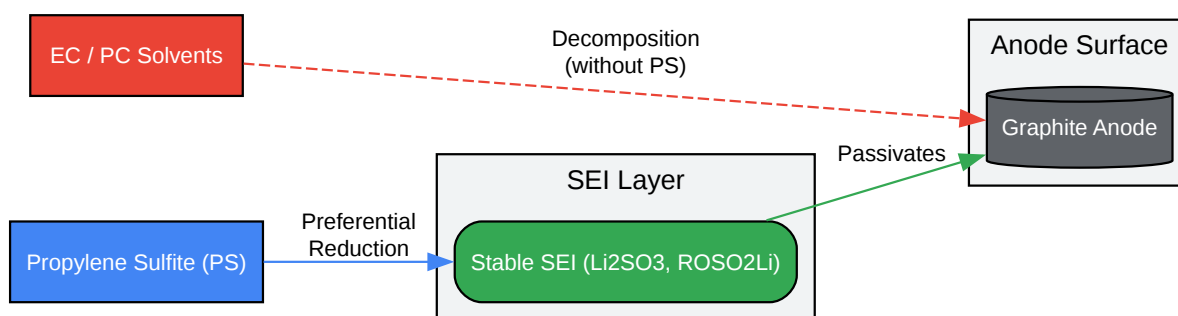 EC / PC Solvents
Decomposition
(without PS)
Anode Surface
Graphite Anode
Passivates
SEI Layer
Preferential
Reduction
Propylene Sulfite (PS)
Stable SEI (Li2SO3, ROSO2Li)